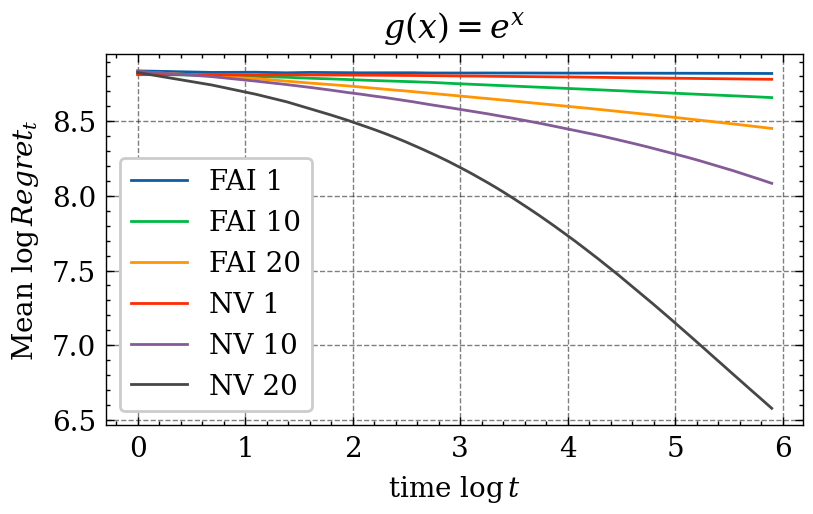 g(x) = e^x
Mean log Regret_t
8.5
8.0
7.5
7.0
6.5
FAI 1
FAI 10
FAI 20
NV 1
NV 10
NV 20
0 1 2 3 4 5 6
time log t